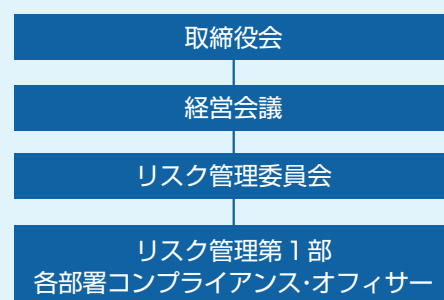 取締役会
経営会議
リスク管理委員会
リスク管理第1部
各部署コンプライアンス・オフィサー